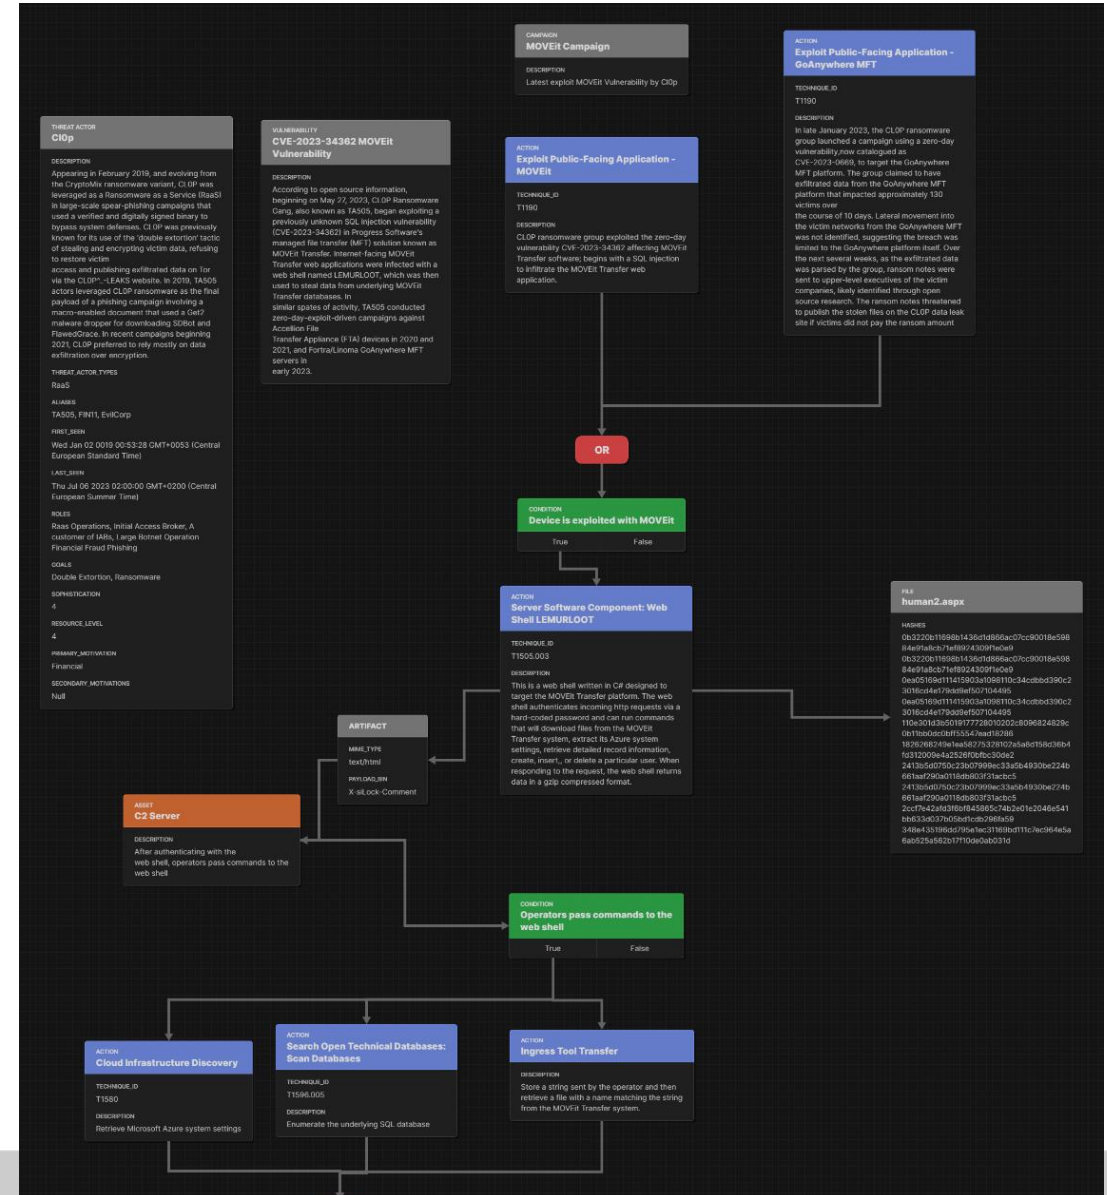 CAMPAIGN
MOVEit Campaign
DESCRIPTION
Latest exploit MOVEit Vulnerability by Cl0p
ACTION
Exploit Public-Facing Application -
GoAnywhere MFT
TECHNIQUE_ID
T1190
DESCRIPTION
In late January 2023, the CL0P ransomware
group launched a campaign using a zero-day
vulnerability,now catalogued as
CVE-2023-0669, to target the GoAnywhere
MFT platform. The group claimed to have
exfiltrated data from the GoAnywhere MFT
platform that impacted approximately 130
victims over
the course of 10 days. Lateral movement into
the victim networks from the GoAnywhere MFT
was not identified, suggesting the breach was
limited to the GoAnywhere platform itself. Over
the next several weeks, as the exfiltrated data
was parsed by the group, ransom notes were
sent to upper-level executives of the victim
companies, likely identified through open
source research. The ransom notes threatened
to publish the stolen files on the CL0P data leak
site if victims did not pay the ransom amount
THREAT ACTOR
Cl0p
DESCRIPTION
Appearing in February 2019, and evolving from
the CryptoMix ransomware variant, CL0P was
leveraged as a Ransomware as a Service (RaaS)
in large-scale spear-phishing campaigns that
used a verified and digitally signed binary to
bypass system defenses. CL0P was previously
known for its use of the 'double extortion' tactic
of stealing and encrypting victim data, refusing
to restore victim
access and publishing exfiltrated data on Tor
via the CL0P^_-LEAKS website. In 2019, TA505
actors leveraged CL0P ransomware as the final
payload of a phishing campaign involving a
macro-enabled document that used a Get2
malware dropper for downloading SDBot and
FlawedGrace. In recent campaigns beginning
2021, CL0P preferred to rely mostly on data
exfiltration over encryption.
THREAT_ACTOR_TYPES
RaaS
ALIASES
TA505, FIN11, EvilCorp
FIRST_SEEN
Wed Jan 02 0019 00:53:28 GMT+0053 (Central
European Standard Time)
LAST_SEEN
Thu Jul 06 2023 02:00:00 GMT+0200 (Central
European Summer Time)
ROLES
Raas Operations, Initial Access Broker, A
customer of IABs, Large Botnet Operation
Financial Fraud Phishing
GOALS
Double Extortion, Ransomware
SOPHISTICATION
4
RESOURCE_LEVEL
4
PRIMARY_MOTIVATION
Financial
SECONDARY_MOTIVATIONS
Null
VULNERABILITY
CVE-2023-34362 MOVEit
Vulnerability
DESCRIPTION
According to open source information,
beginning on May 27, 2023, CL0P Ransomware
Gang, also known as TA505, began exploiting a
previously unknown SQL injection vulnerability
(CVE-2023-34362) in Progress Software's
managed file transfer (MFT) solution known as
MOVEit Transfer. Internet-facing MOVEit
Transfer web applications were infected with a
web shell named LEMURLOOT, which was then
used to steal data from underlying MOVEit
Transfer databases. In
similar spates of activity, TA505 conducted
zero-day-exploit-driven campaigns against
Accellion File
Transfer Appliance (FTA) devices in 2020 and
2021, and Fortra/Linoma GoAnywhere MFT
servers in
early 2023.
ACTION
Exploit Public-Facing Application -
MOVEit
TECHNIQUE_ID
T1190
DESCRIPTION
CL0P ransomware group exploited the zero-day
vulnerability CVE-2023-34362 affecting MOVEit
Transfer software; begins with a SQL injection
to infiltrate the MOVEit Transfer web
application.
OR
CONDITION
Device is exploited with MOVEit
True False
ACTION
Server Software Component: Web
Shell LEMURLOOT
TECHNIQUE_ID
T1505.003
DESCRIPTION
This is a web shell written in C# designed to
target the MOVEit Transfer platform. The web
shell authenticates incoming http requests via a
hard-coded password and can run commands
that will download files from the MOVEit
Transfer system, extract its Azure system
settings, retrieve detailed record information,
create, insert,, or delete a particular user. When
responding to the request, the web shell returns
data in a gzip compressed format.
FILE
human2.aspx
HASHES
0b3220b11698b1436d1d866ac07cc90018e598
84e91a8cb71ef8924309f1e0e9
0b3220b11698b1436d1d866ac07cc90018e598
84e91a8cb71ef8924309f1e0e9
0ea05169d111415903a1098110c34cdbbd390c2
3016cd4e179dd9ef507104495
0ea05169d111415903a1098110c34cdbbd390c2
3016cd4e179dd9ef507104495
110e301d3b5019177728010202c8096824829c
0b11bb0dc0bff55547ead18286
1826268249e1ea58275328102a5a8d158d36b4
fd312009e4a2526f0bfbc30de2
2413b5d0750c23b07999ec33a5b4930be224b
661aaf290a0118db803f31acbc5
2413b5d0750c23b07999ec33a5b4930be224b
661aaf290a0118db803f31acbc5
2ccf7e42afd3f6bf845865c74b2e01e2046e541
bb633d037b05bd1cdb296fa59
348e435196dd795e1ec31169bd111c7ec964e5a
6ab525a562b17f10de0ab031d
ARTIFACT
MIME_TYPE
text/html
PAYLOAD_BIN
X-siLock-Comment
ASSET
C2 Server
DESCRIPTION
After authenticating with the
web shell, operators pass commands to the
web shell
CONDITION
Operators pass commands to the
web shell
True False
ACTION
Cloud Infrastructure Discovery
TECHNIQUE_ID
T1580
DESCRIPTION
Retrieve Microsoft Azure system settings
ACTION
Search Open Technical Databases:
Scan Databases
TECHNIQUE_ID
T1596.005
DESCRIPTION
Enumerate the underlying SQL database
ACTION
Ingress Tool Transfer
DESCRIPTION
Store a string sent by the operator and then
retrieve a file with a name matching the string
from the MOVEit Transfer system.